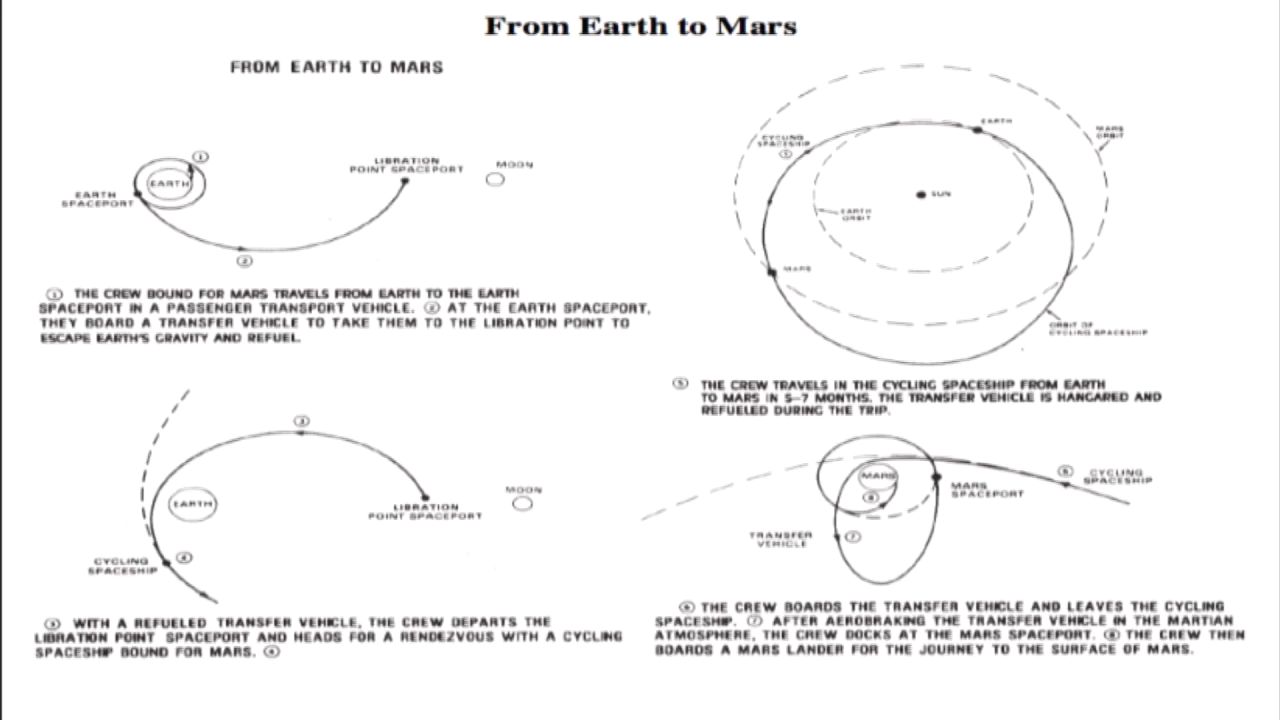 From Earth to Mars
FROM EARTH TO MARS
①
EARTH
EARTH
SPACEPORT
②
LIBRATION
POINT SPACEPORT
MOON
① THE CREW BOUND FOR MARS TRAVELS FROM EARTH TO THE EARTH
SPACEPORT IN A PASSENGER TRANSPORT VEHICLE. ② AT THE EARTH SPACEPORT,
THEY BOARD A TRANSFER VEHICLE TO TAKE THEM TO THE LIBRATION POINT TO
ESCAPE EARTH'S GRAVITY AND REFUEL.
③
EARTH
LIBRATION
POINT SPACEPORT
MOON
CYCLING
SPACESHIP
④
③ WITH A REFUELED TRANSFER VEHICLE, THE CREW DEPARTS THE
LIBRATION POINT SPACEPORT AND HEADS FOR A RENDEZVOUS WITH A CYCLING
SPACESHIP BOUND FOR MARS. ④
CYCLING
SPACESHIP
⑤
EARTH
MARS
ORBIT
SUN
EARTH
ORBIT
MARS
ORBIT OF
CYCLING SPACESHIP
⑤ THE CREW TRAVELS IN THE CYCLING SPACESHIP FROM EARTH
TO MARS IN 5-7 MONTHS. THE TRANSFER VEHICLE IS HANGARED AND
REFUELED DURING THE TRIP.
MARS
⑧
MARS
SPACEPORT
⑥
CYCLING
SPACESHIP
TRANSFER
VEHICLE
⑦
⑥ THE CREW BOARDS THE TRANSFER VEHICLE AND LEAVES THE CYCLING
SPACESHIP. ⑦ AFTER AEROBRAKING THE TRANSFER VEHICLE IN THE MARTIAN
ATMOSPHERE, THE CREW DOCKS AT THE MARS SPACEPORT. ⑧ THE CREW THEN
BOARDS A MARS LANDER FOR THE JOURNEY TO THE SURFACE OF MARS.